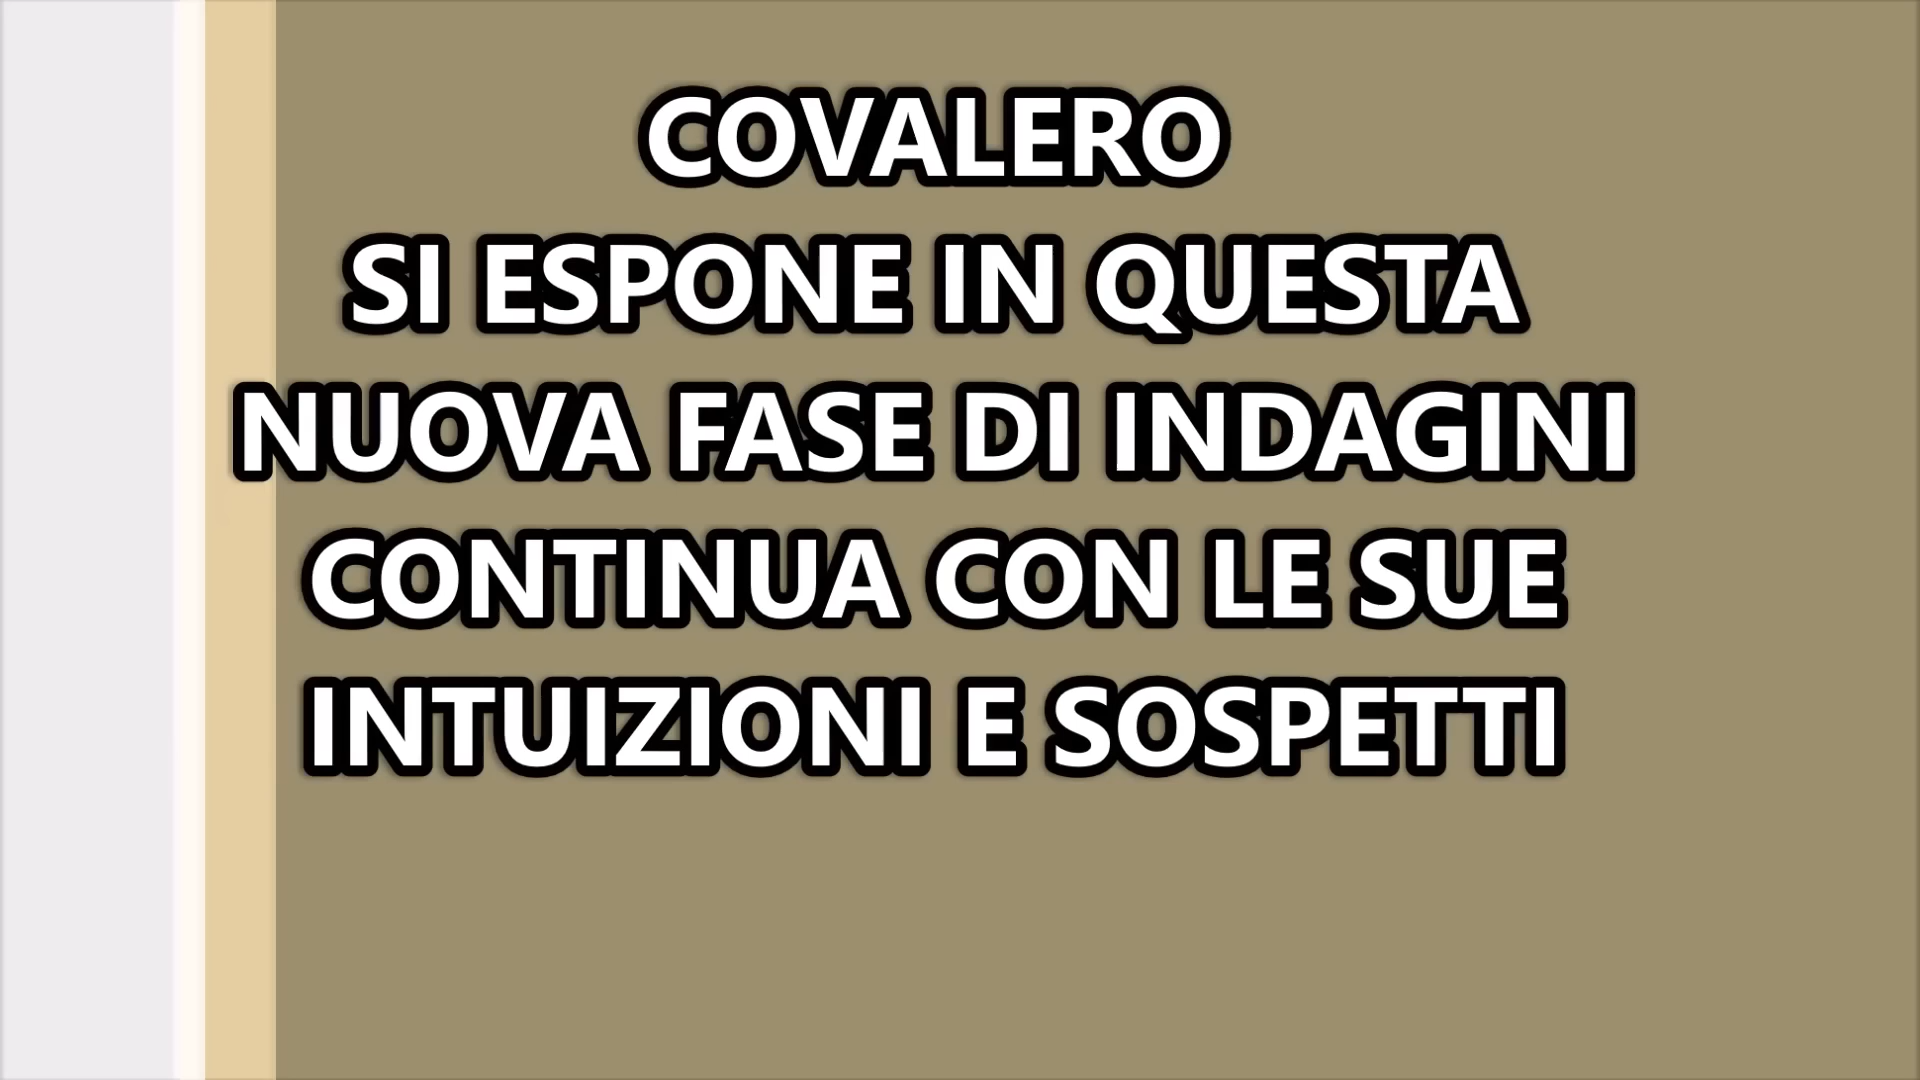 COVALERO
SI ESPONE IN QUESTA
NUOVA FASE DI INDAGINI
CONTINUA CON LE SUE
INTUIZIONI E SOSPETTI